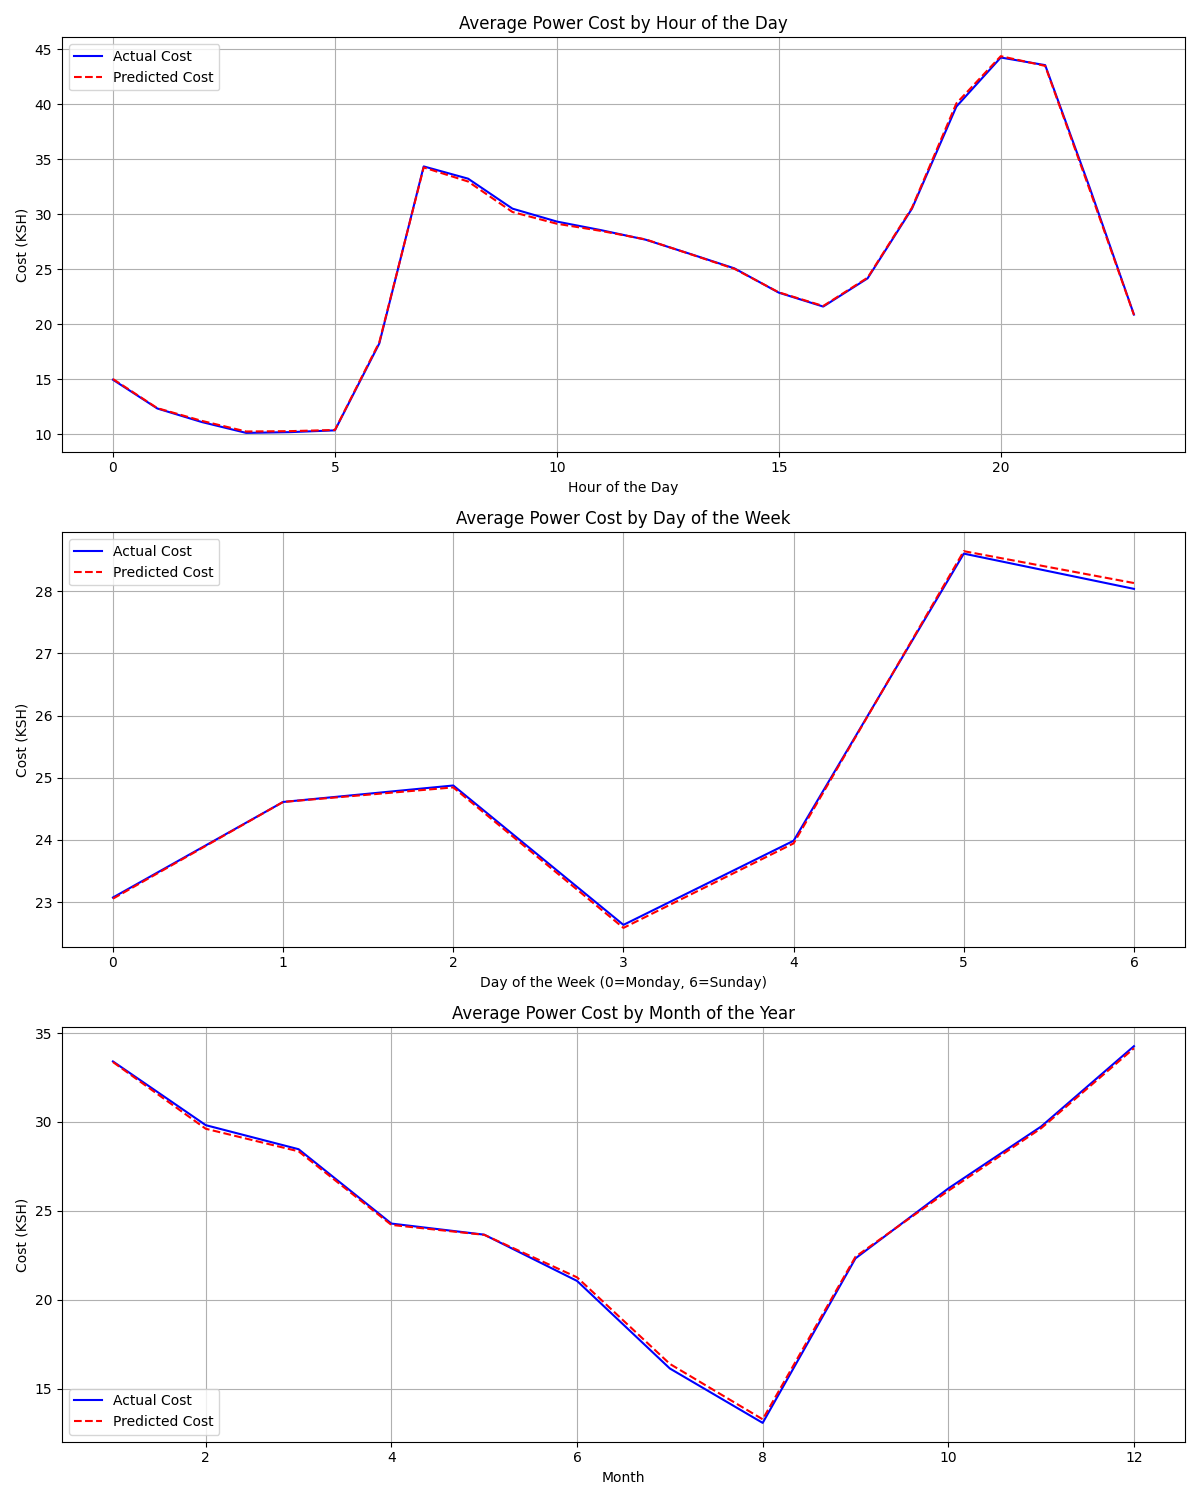 Average Power Cost by Hour of the Day
Actual Cost
Predicted Cost
Cost (KSH)
45
40
35
30
25
20
15
10
0 5 10 15 20
Hour of the Day
Average Power Cost by Day of the Week
Actual Cost
Predicted Cost
Cost (KSH)
28
27
26
25
24
23
0 1 2 3 4 5 6
Day of the Week (0=Monday, 6=Sunday)
Average Power Cost by Month of the Year
Cost (KSH)
35
30
25
20
15
Actual Cost
Predicted Cost
2 4 6 8 10 12
Month